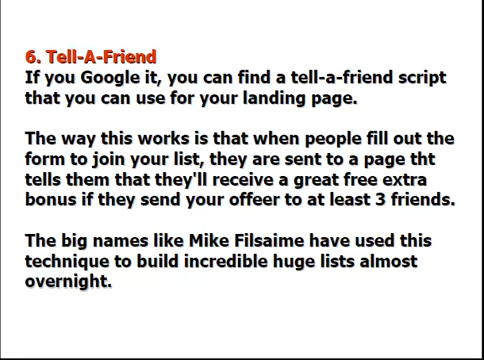 6. Tell-A-Friend
If you Google it, you can find a tell-a-friend script
that you can use for your landing page.
The way this works is that when people fill out the
form to join your list, they are sent to a page tht
tells them that they'll receive a great free extra
bonus if they send your offeer to at least 3 friends.
The big names like Mike Filsaime have used this
technique to build incredible huge lists almost
overnight.